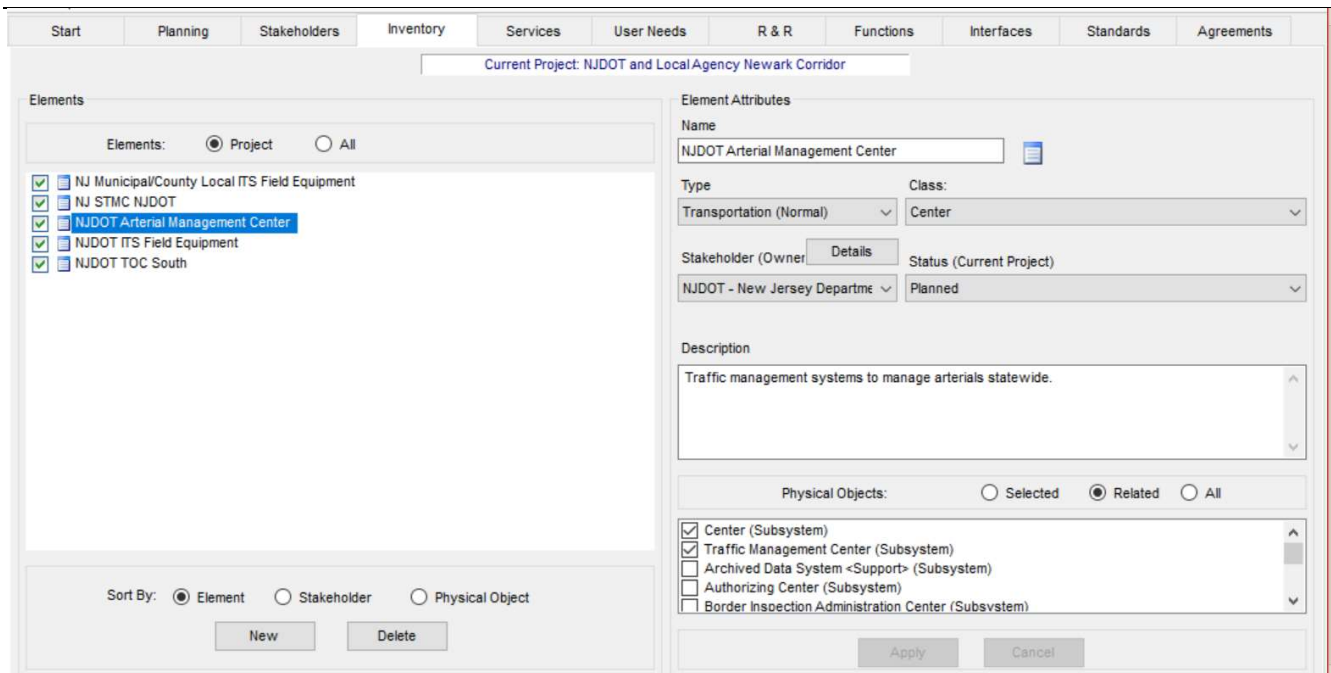 Start Planning Stakeholders Inventory Services User Needs R & R Functions Interfaces Standards Agreements
Current Project: NJDOT and Local Agency Newark Corridor
Elements
Elements: Project All
NJ Municipal/County Local ITS Field Equipment
NJ STMC NJDOT
NJDOT Arterial Management Center
NJDOT ITS Field Equipment
NJDOT TOC South
Sort By: Element Stakeholder Physical Object
New Delete
Element Attributes
Name
NJDOT Arterial Management Center
Type Class:
Transportation (Normal) Center
Stakeholder (Owner Details Status (Current Project)
NJDOT - New Jersey Departme Planned
Description
Traffic management systems to manage arterials statewide.
Physical Objects: Selected Related All
Center (Subsystem)
Traffic Management Center (Subsystem)
Archived Data System <Support> (Subsystem)
Authorizing Center (Subsystem)
Border Inspection Administration Center (Subsystem)
Apply Cancel